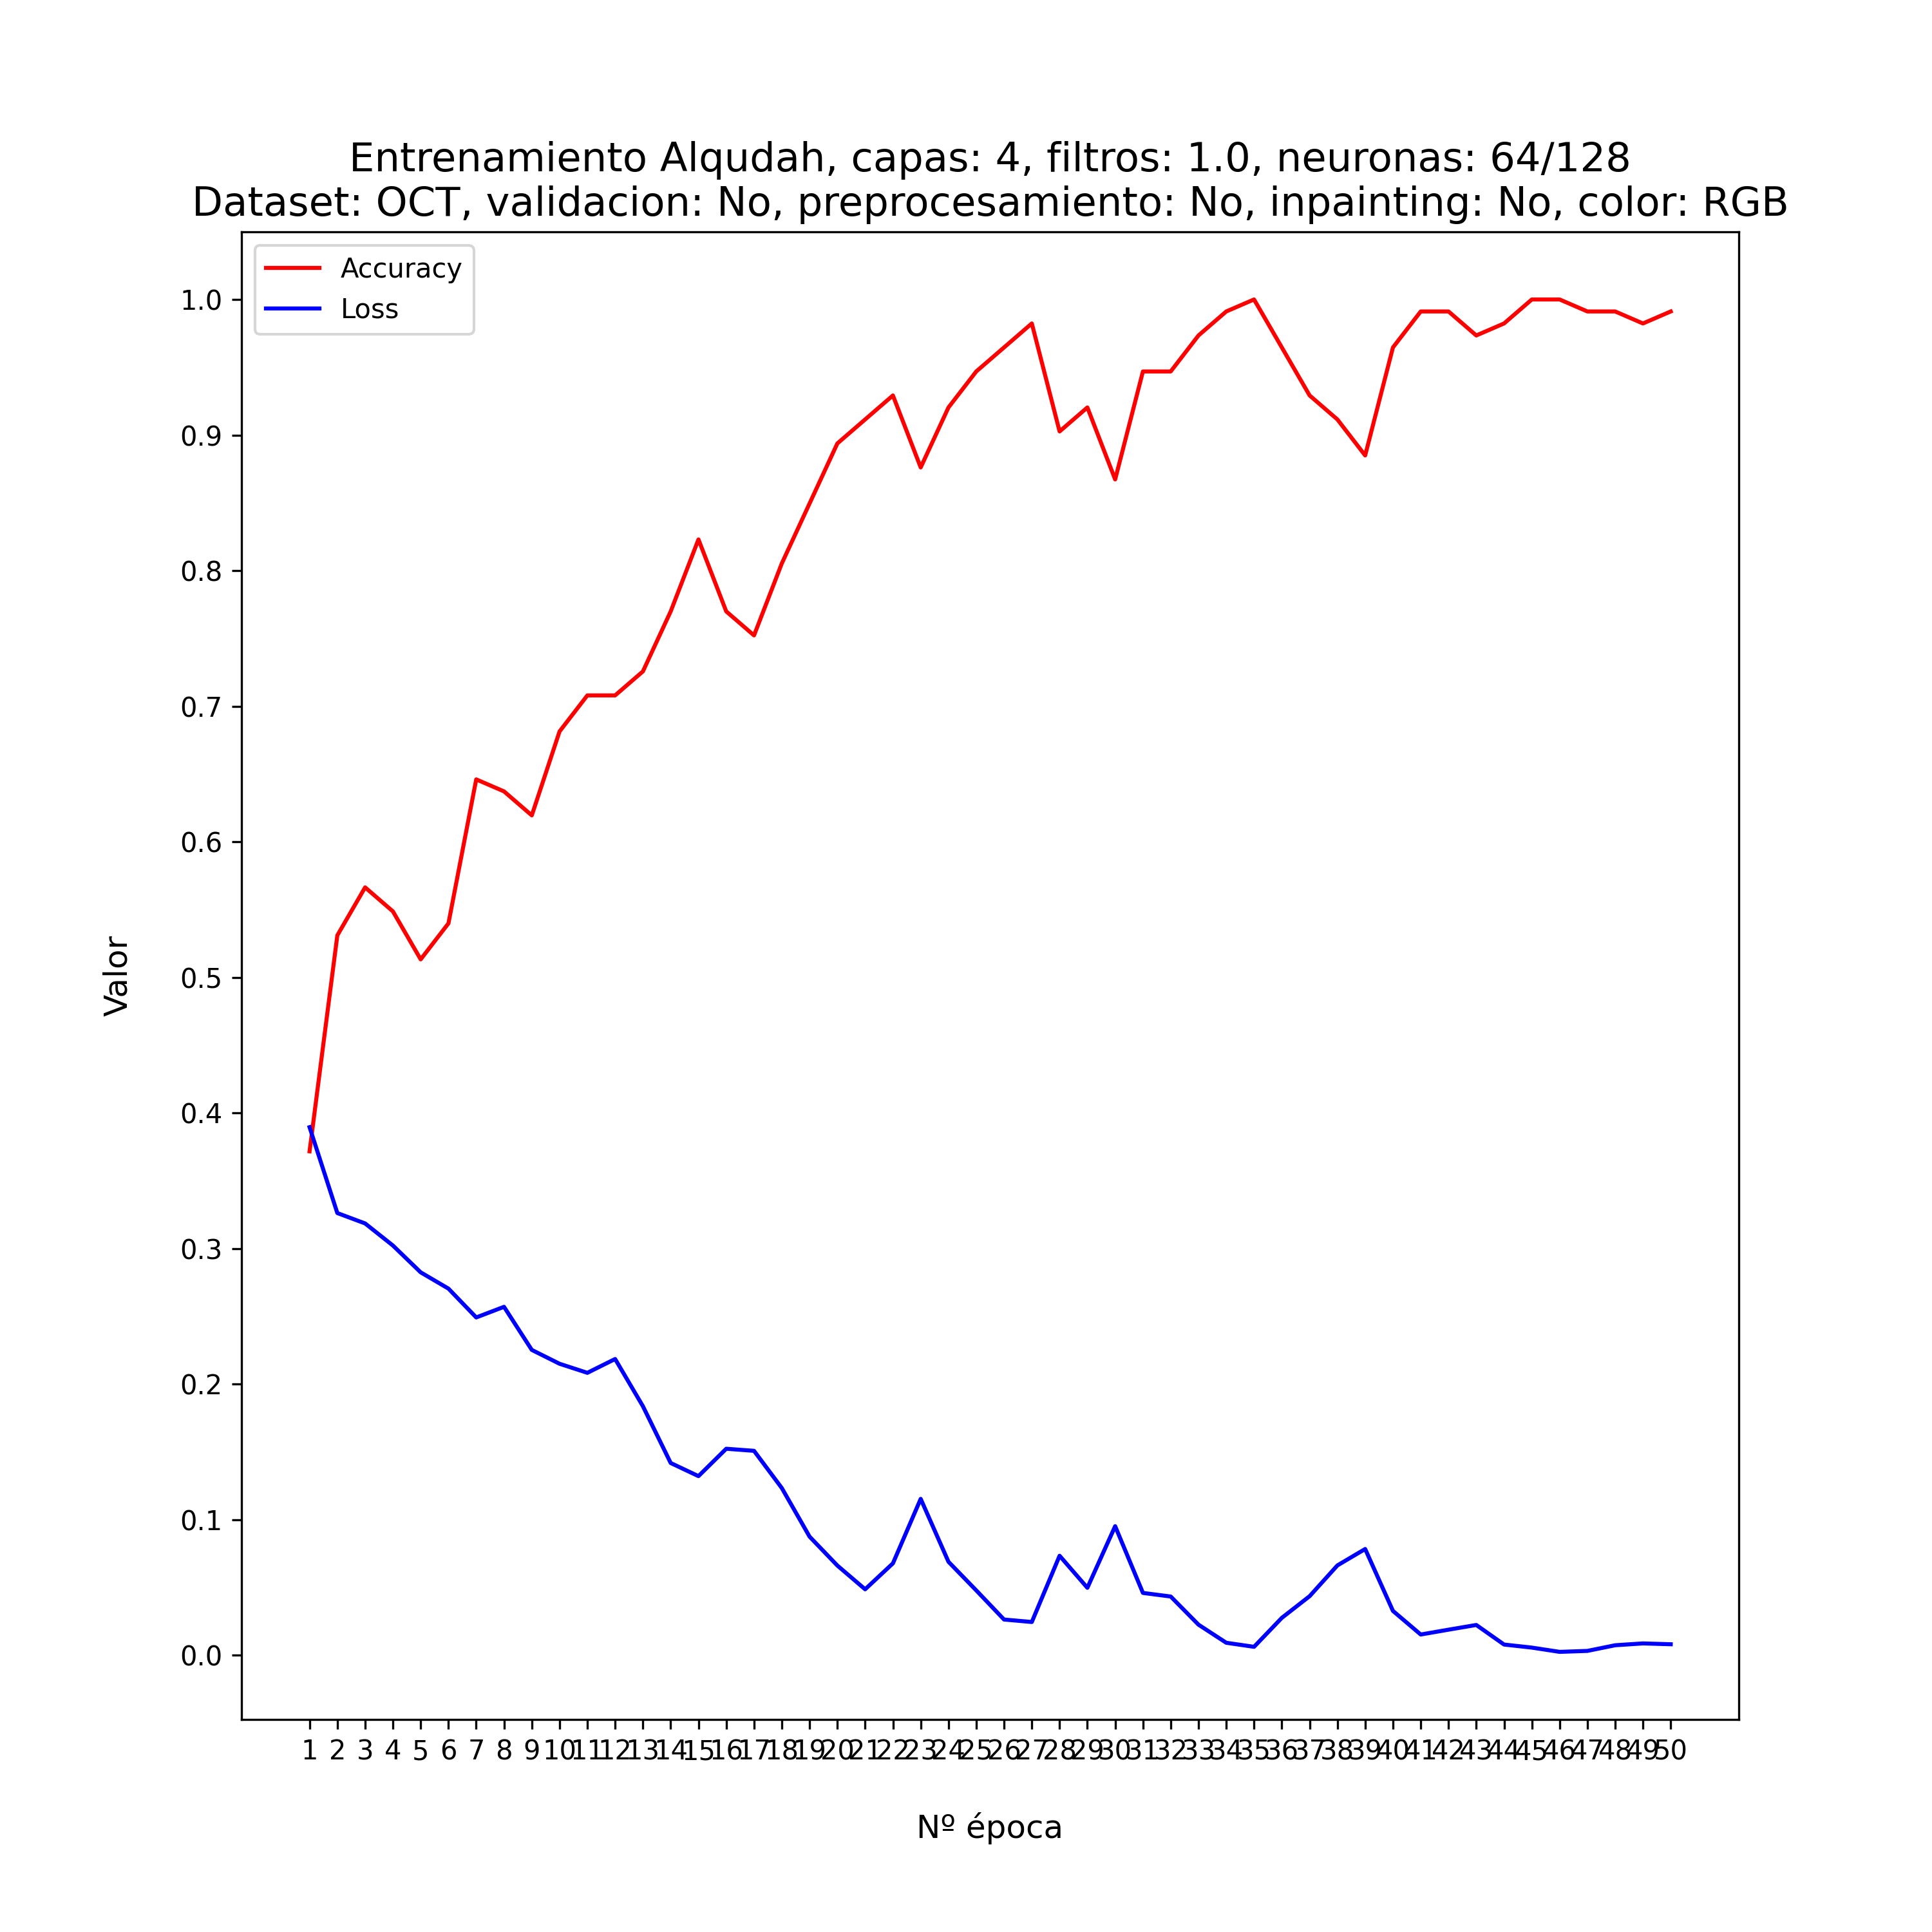 Entrenamiento Alqudah, capas: 4, filtros: 1.0, neuronas: 64/128
Dataset: OCT, validacion: No, preprocesamiento: No, inpainting: No, color: RGB
Accuracy
Loss
1.0
0.9
0.8
0.7
0.6
0.5
0.4
0.3
0.2
0.1
0.0
Valor
1 2 3 4 5 6 7 8 9 10 11 12 13 14 15 16 17 18 19 20 21 22 23 24 25 26 27 28 29 30 31 32 33 34 35 36 37 38 39 40 41 42 43 44 45 46 47 48 49 50
Nº época